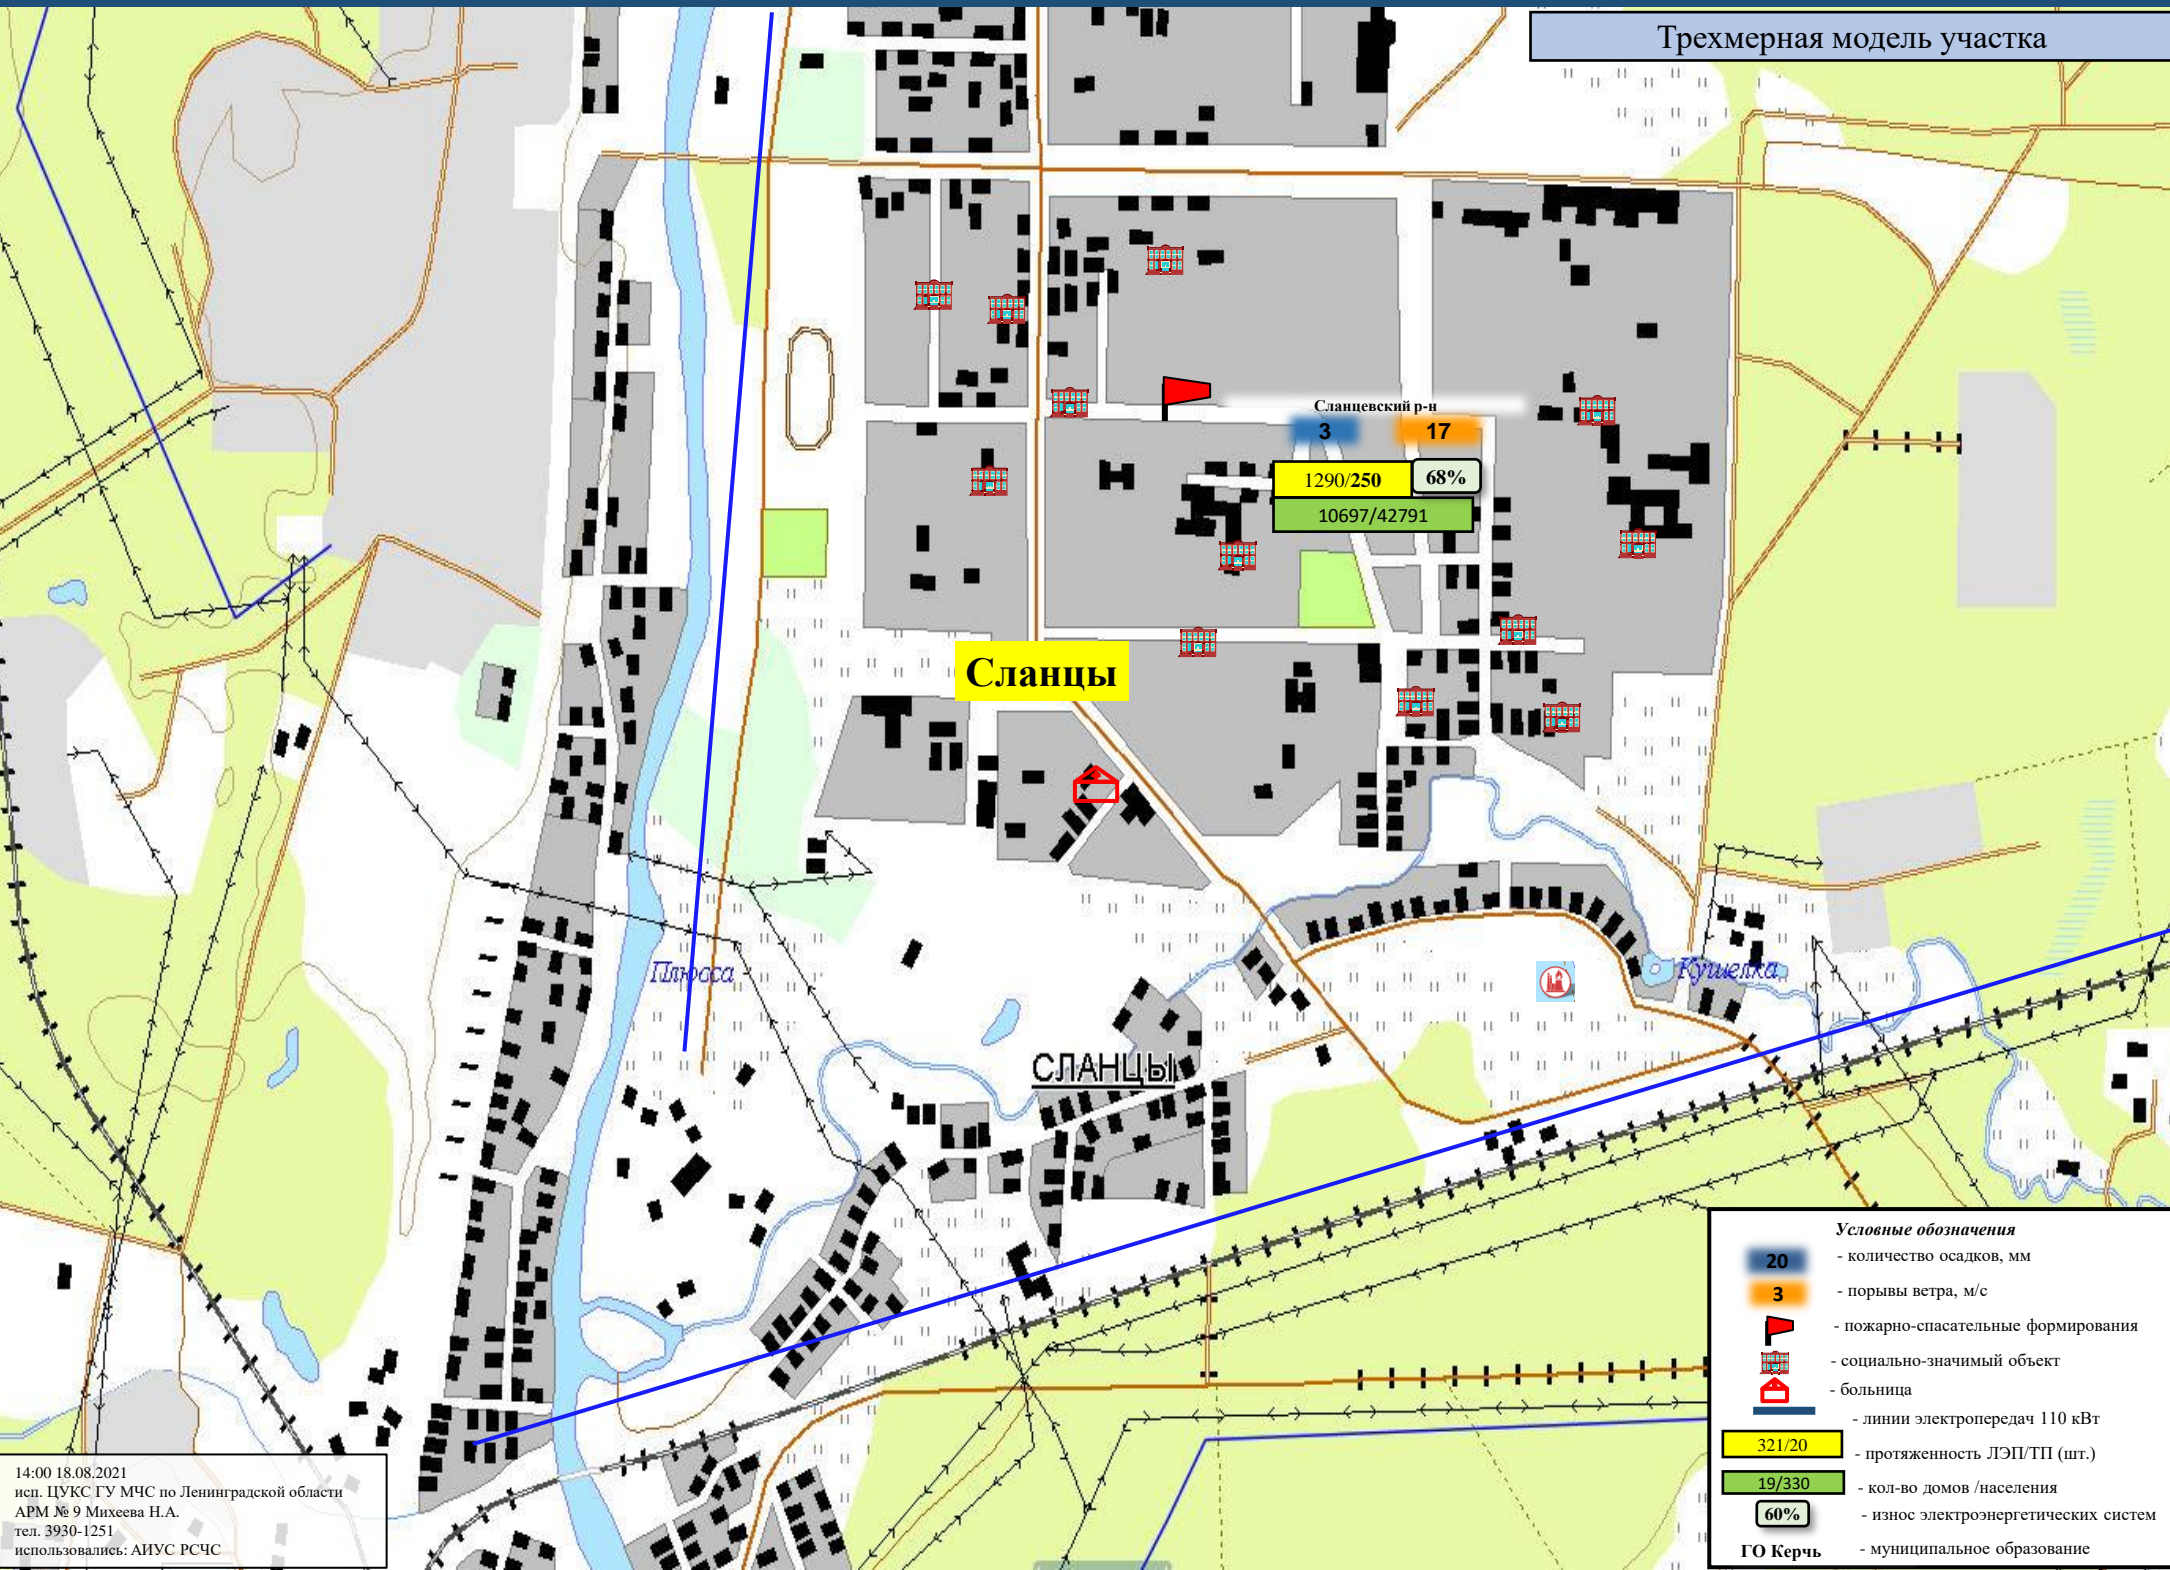 Трехмерная модель участка
Сланцевский р-н
3
17
1290/250
68%
10697/42791
Сланцы
Плюсса
Кушелка
СЛАНЦЫ
Условные обозначения
20 - количество осадков, мм
3 - порывы ветра, м/с
- пожарно-спасательные формирования
- социально-значимый объект
- больница
- линии электропередач 110 кВт
321/20 - протяженность ЛЭП/ТП (шт.)
19/330 - кол-во домов /населения
60% - износ электроэнергетических систем
ГО Керчь - муниципальное образование
14:00 18.08.2021
исп. ЦУКС ГУ МЧС по Ленинградской области
АРМ № 9 Михеева Н.А.
тел. 3930-1251
использовались: АИУС РСЧС